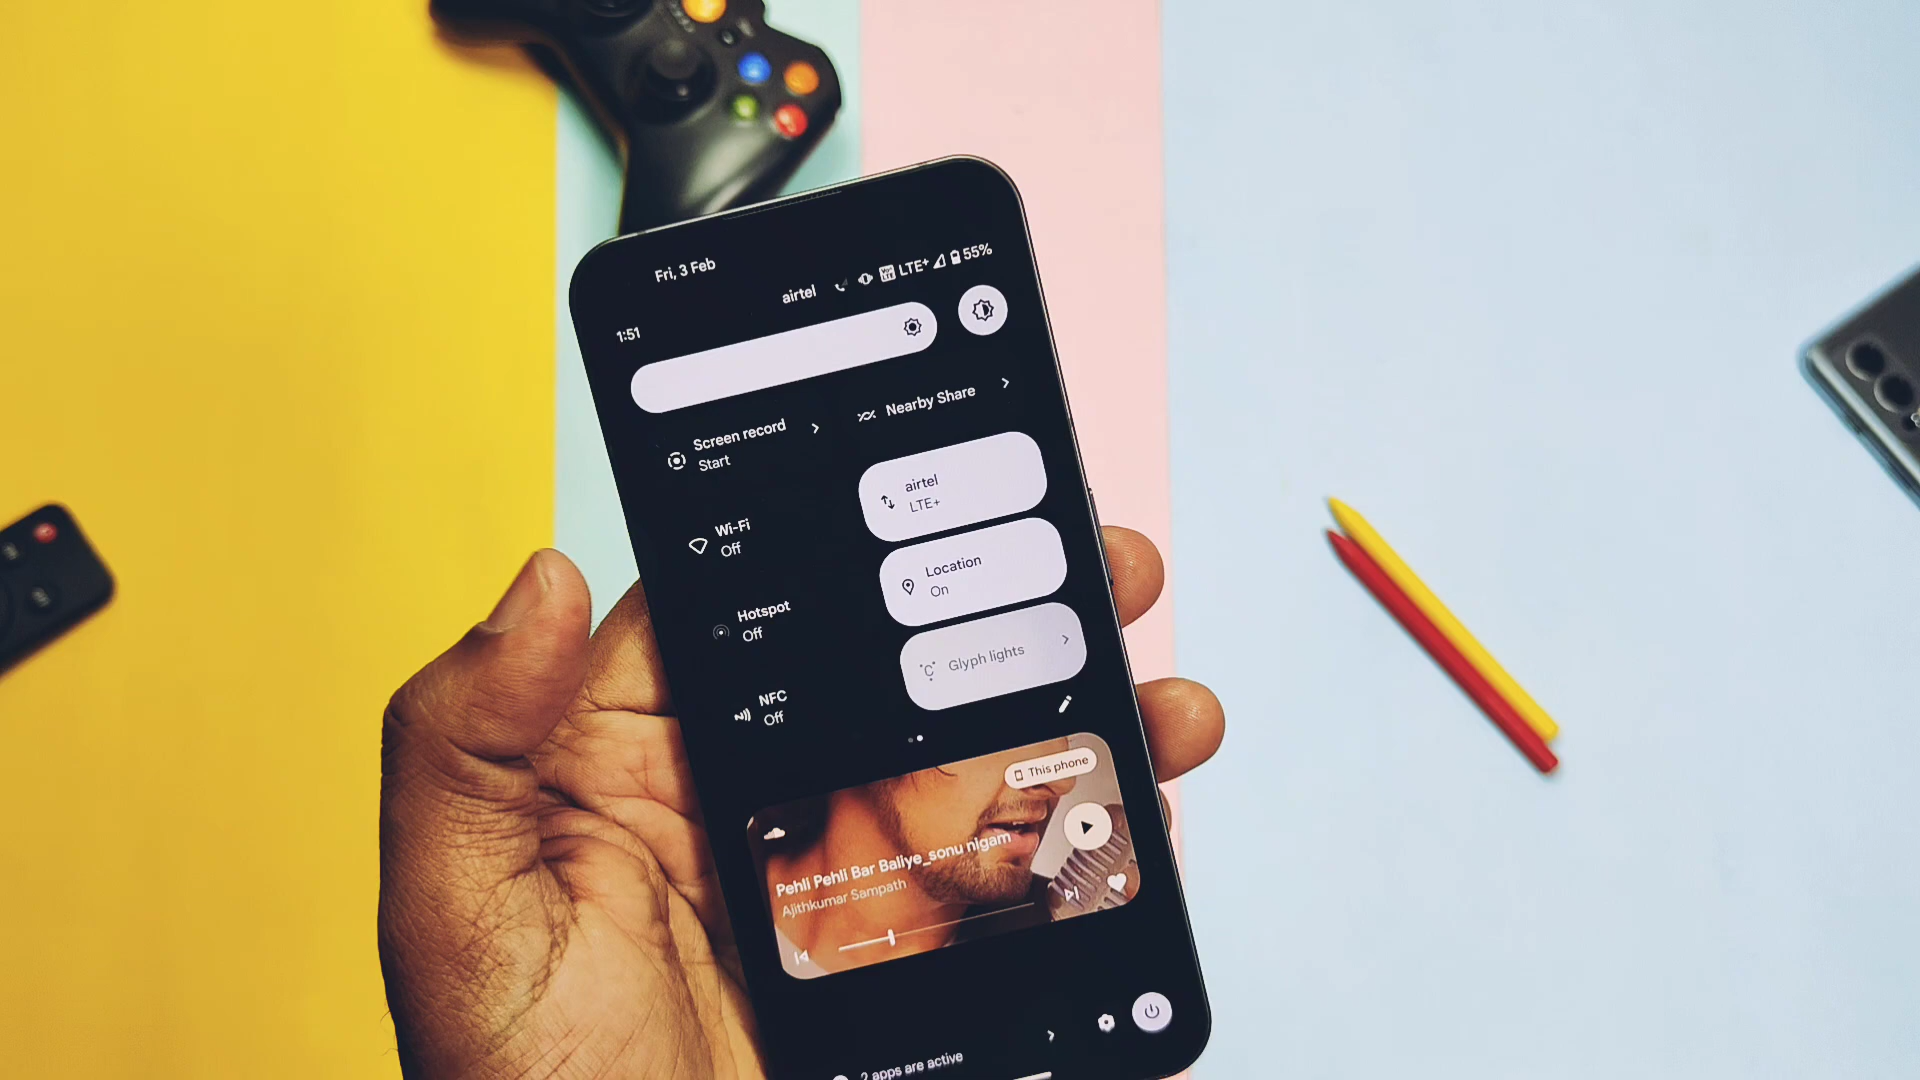 Fri, 3 Feb
airtel LTE+ 55%
1:51
Screen record
Start
Nearby Share
airtel
LTE+
Wi-Fi
Off
Location
On
Hotspot
Off
Glyph lights
NFC
Off
This phone
Pehli Pehli Bar Baliye_sonu nigam
Ajithkumar Sampath
2 apps are active